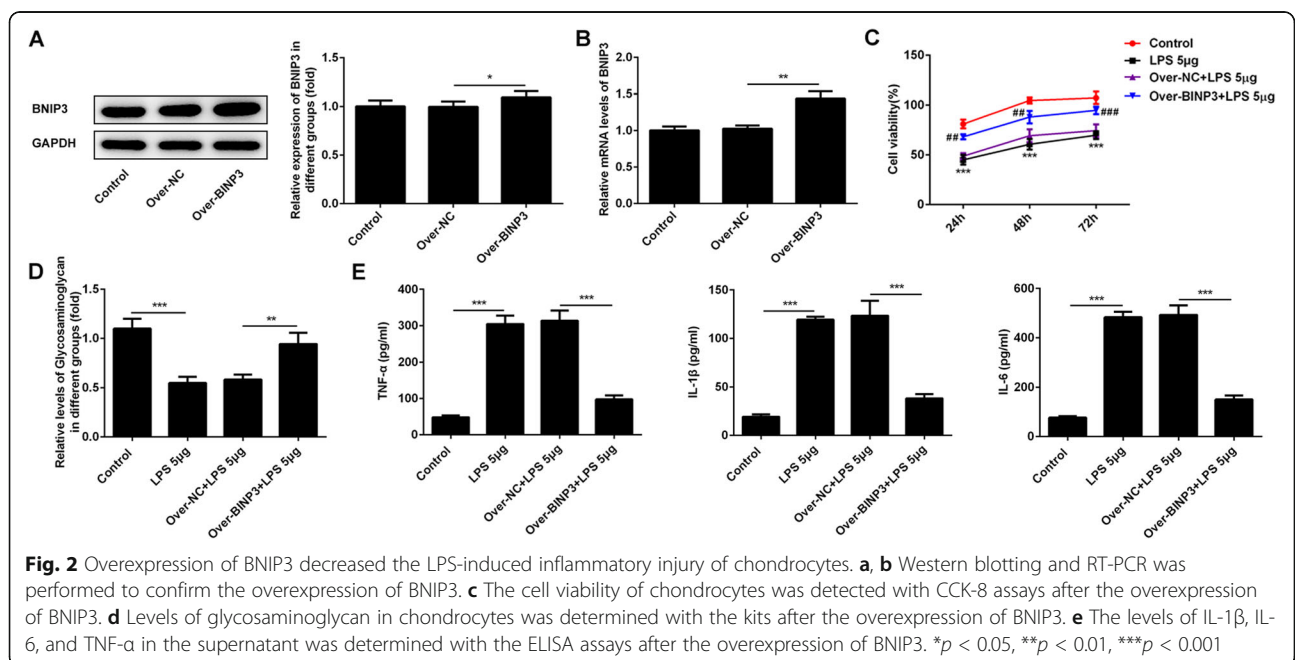 A
BNIP3
GAPDH
Control
Over-NC
Over-BINP3
Relative expression of BNIP3 in
different groups (fold)
1.5
1.0
0.5
0.0
*
Control
Over-NC
Over-BINP3
B
Relative mRNA levels of BNIP3
2.0
1.5
1.0
0.5
0.0
**
Control
Over-NC
Over-BINP3
C
Cell viability(%)
150
100
50
0
Control
LPS 5μg
Over-NC+LPS 5μg
Over-BINP3+LPS 5μg
##
##
###
***
***
***
24h
48h
72h
D
Relative levels of Glycosaminoglycan
in different groups (fold)
1.5
1.0
0.5
0.0
***
**
Control
LPS 5μg
Over-NC+LPS 5μg
Over-BINP3+LPS 5μg
E
TNF-α (pg/ml)
400
300
200
100
0
***
***
Control
LPS 5μg
Over-NC+LPS 5μg
Over-BINP3+LPS 5μg
IL-1β (pg/ml)
150
100
50
0
***
***
Control
LPS 5μg
Over-NC+LPS 5μg
Over-BINP3+LPS 5μg
IL-6 (pg/ml)
600
400
200
0
***
***
Control
LPS 5μg
Over-NC+LPS 5μg
Over-BINP3+LPS 5μg
Fig. 2 Overexpression of BNIP3 decreased the LPS-induced inflammatory injury of chondrocytes. a, b Western blotting and RT-PCR was
performed to confirm the overexpression of BNIP3. c The cell viability of chondrocytes was detected with CCK-8 assays after the overexpression
of BNIP3. d Levels of glycosaminoglycan in chondrocytes was determined with the kits after the overexpression of BNIP3. e The levels of IL-1β, IL-
6, and TNF-α in the supernatant was determined with the ELISA assays after the overexpression of BNIP3. *p < 0.05, **p < 0.01, ***p < 0.001